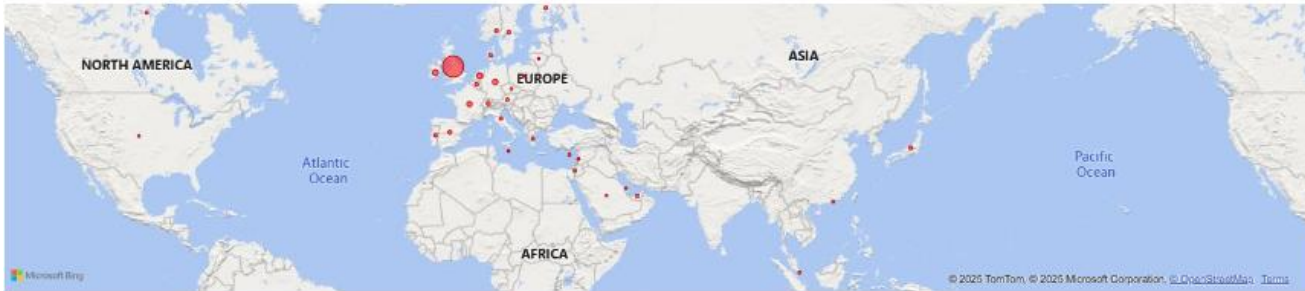 NORTH AMERICA
EUROPE
ASIA
Atlantic
Ocean
Pacific
Ocean
AFRICA
Microsoft Bing
© 2025 TomTom, © 2025 Microsoft Corporation, © OpenStreetMap Terms